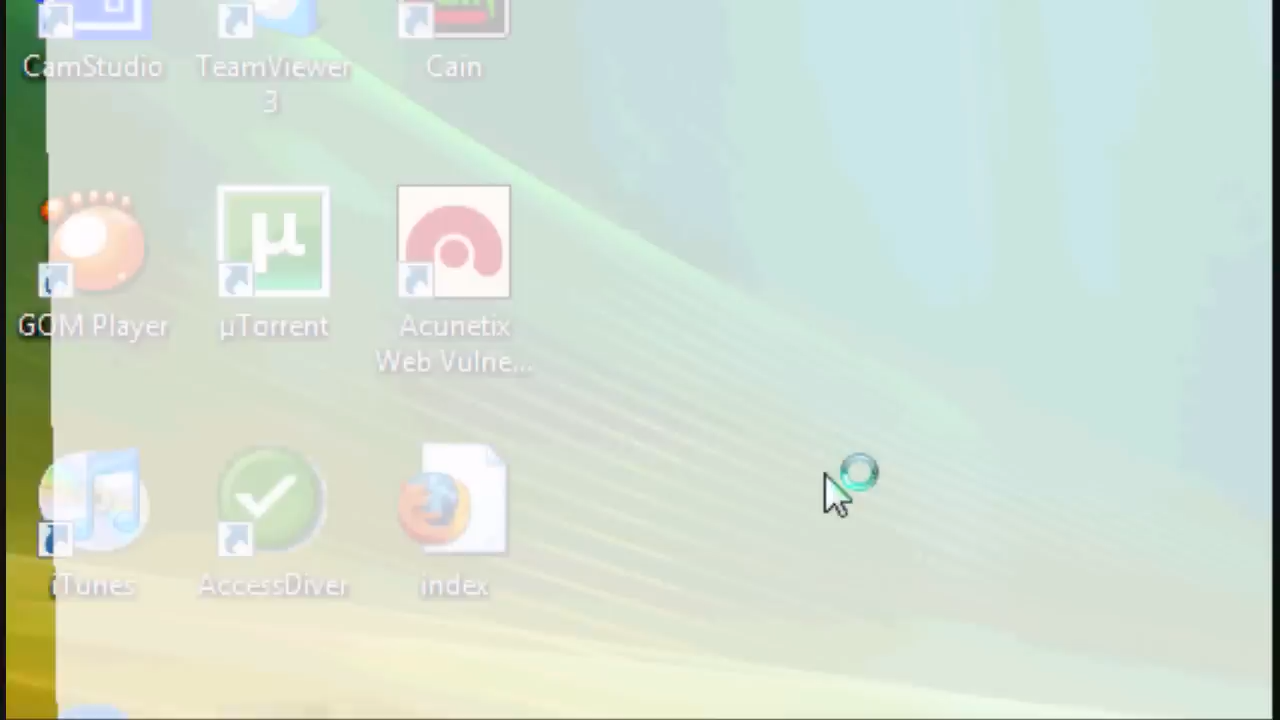 CamStudio
TeamViewer
3
Cain
GOM Player
µTorrent
Acunetix
Web Vulne...
iTunes
AccessDiver
index